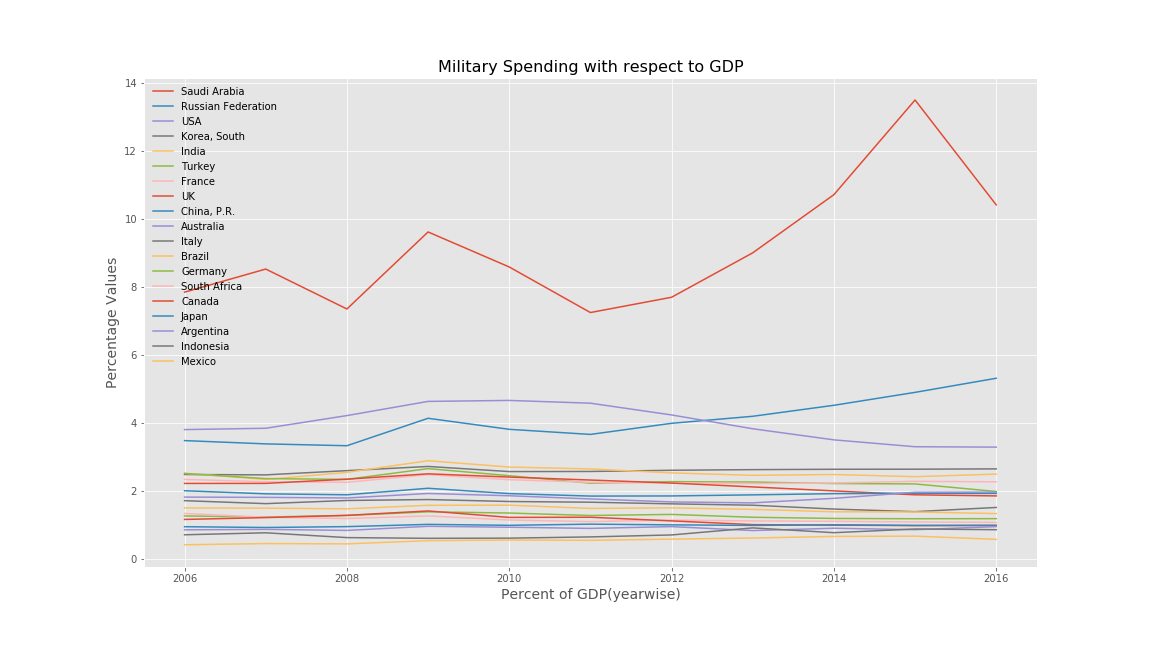 Military Spending with respect to GDP
14
12
10
8
6
4
2
0
Percentage Values
Saudi Arabia
Russian Federation
USA
Korea, South
India
Turkey
France
UK
China, P.R.
Australia
Italy
Brazil
Germany
South Africa
Canada
Japan
Argentina
Indonesia
Mexico
2006 2008 2010 2012 2014 2016
Percent of GDP(yearwise)